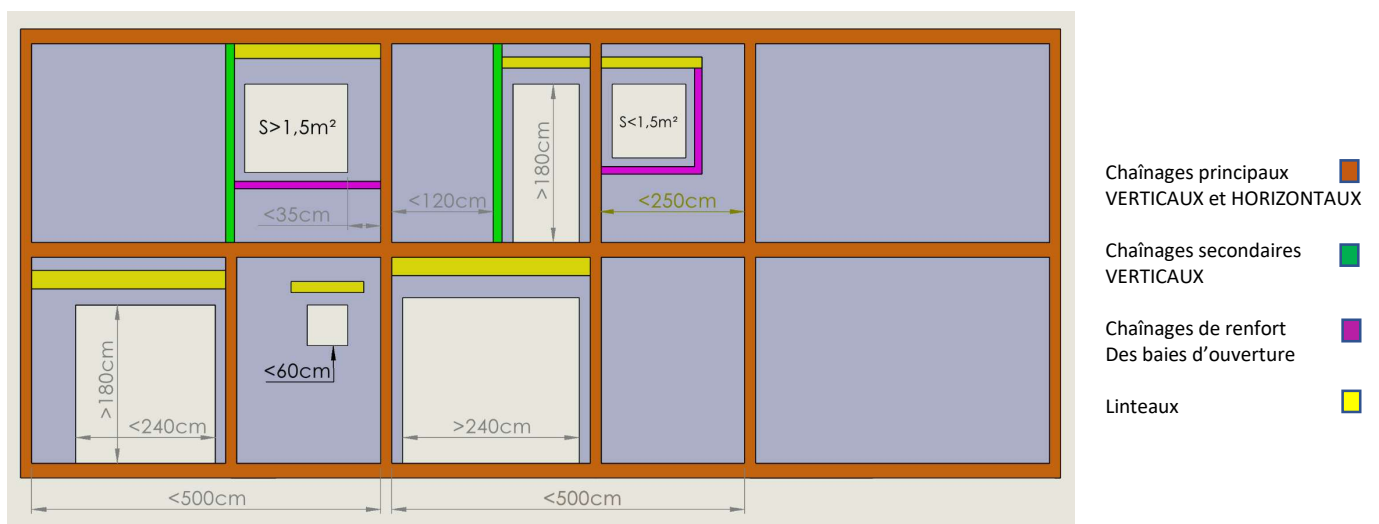 S>1,5m²
>180cm
S<1,5m²
<35cm
<120cm
<250cm
>180cm
<240cm
<60cm
>240cm
<500cm
<500cm
Chaînages principaux
VERTICAUX et HORIZONTAUX
Chaînages secondaires
VERTICAUX
Chaînages de renfort
Des baies d’ouverture
Linteaux